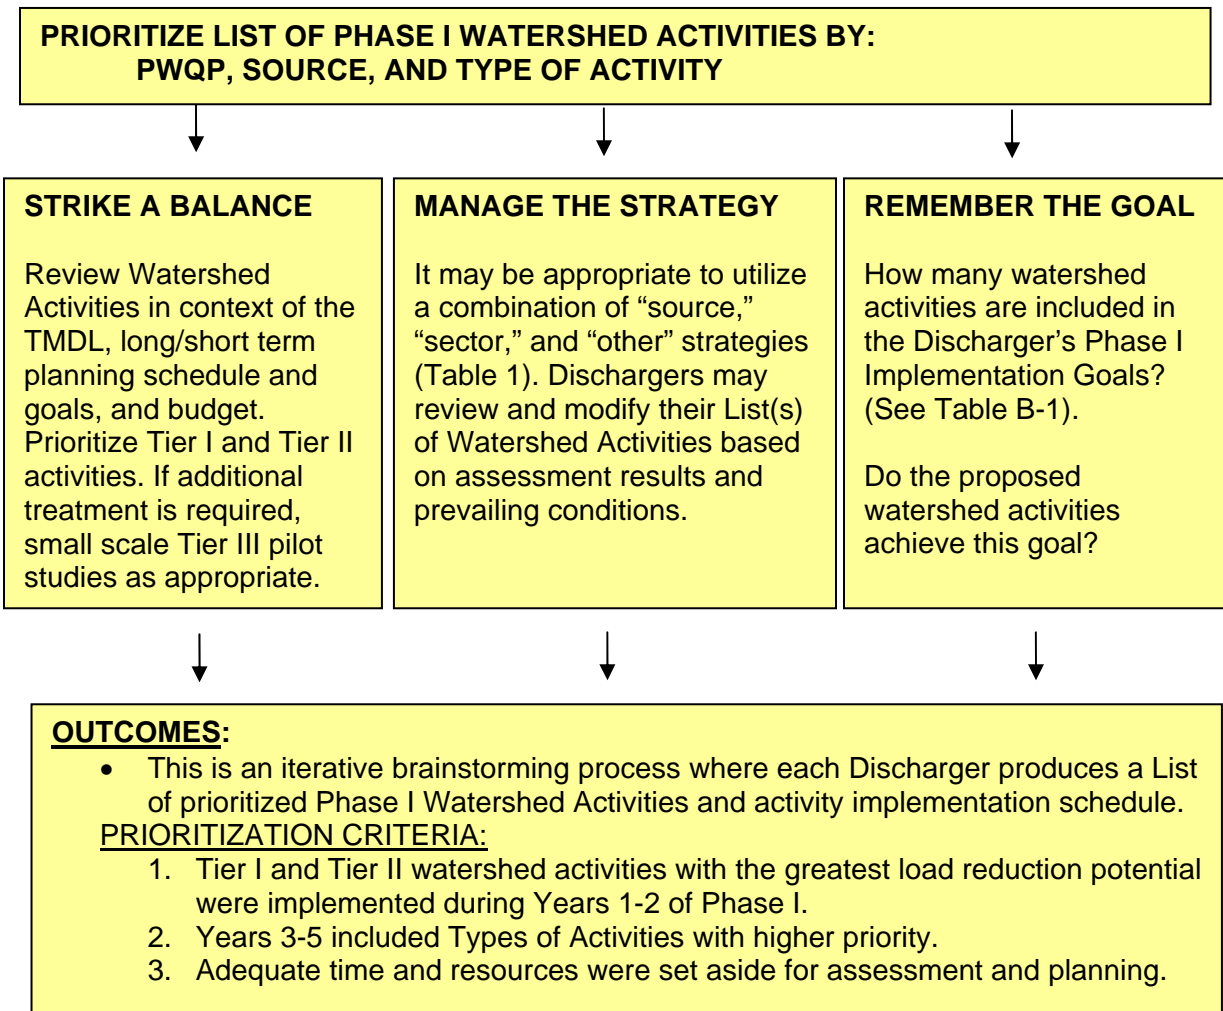 PRIORITIZE LIST OF PHASE I WATERSHED ACTIVITIES BY:
PWQP, SOURCE, AND TYPE OF ACTIVITY
STRIKE A BALANCE
Review Watershed
Activities in context of the
TMDL, long/short term
planning schedule and
goals, and budget.
Prioritize Tier I and Tier II
activities. If additional
treatment is required,
small scale Tier III pilot
studies as appropriate.
MANAGE THE STRATEGY
It may be appropriate to utilize
a combination of “source,”
“sector,” and “other” strategies
(Table 1). Dischargers may
review and modify their List(s)
of Watershed Activities based
on assessment results and
prevailing conditions.
REMEMBER THE GOAL
How many watershed
activities are included in
the Discharger’s Phase I
Implementation Goals?
(See Table B-1).
Do the proposed
watershed activities
achieve this goal?
OUTCOMES:
• This is an iterative brainstorming process where each Discharger produces a List
of prioritized Phase I Watershed Activities and activity implementation schedule.
PRIORITIZATION CRITERIA:
1. Tier I and Tier II watershed activities with the greatest load reduction potential
were implemented during Years 1-2 of Phase I.
2. Years 3-5 included Types of Activities with higher priority.
3. Adequate time and resources were set aside for assessment and planning.